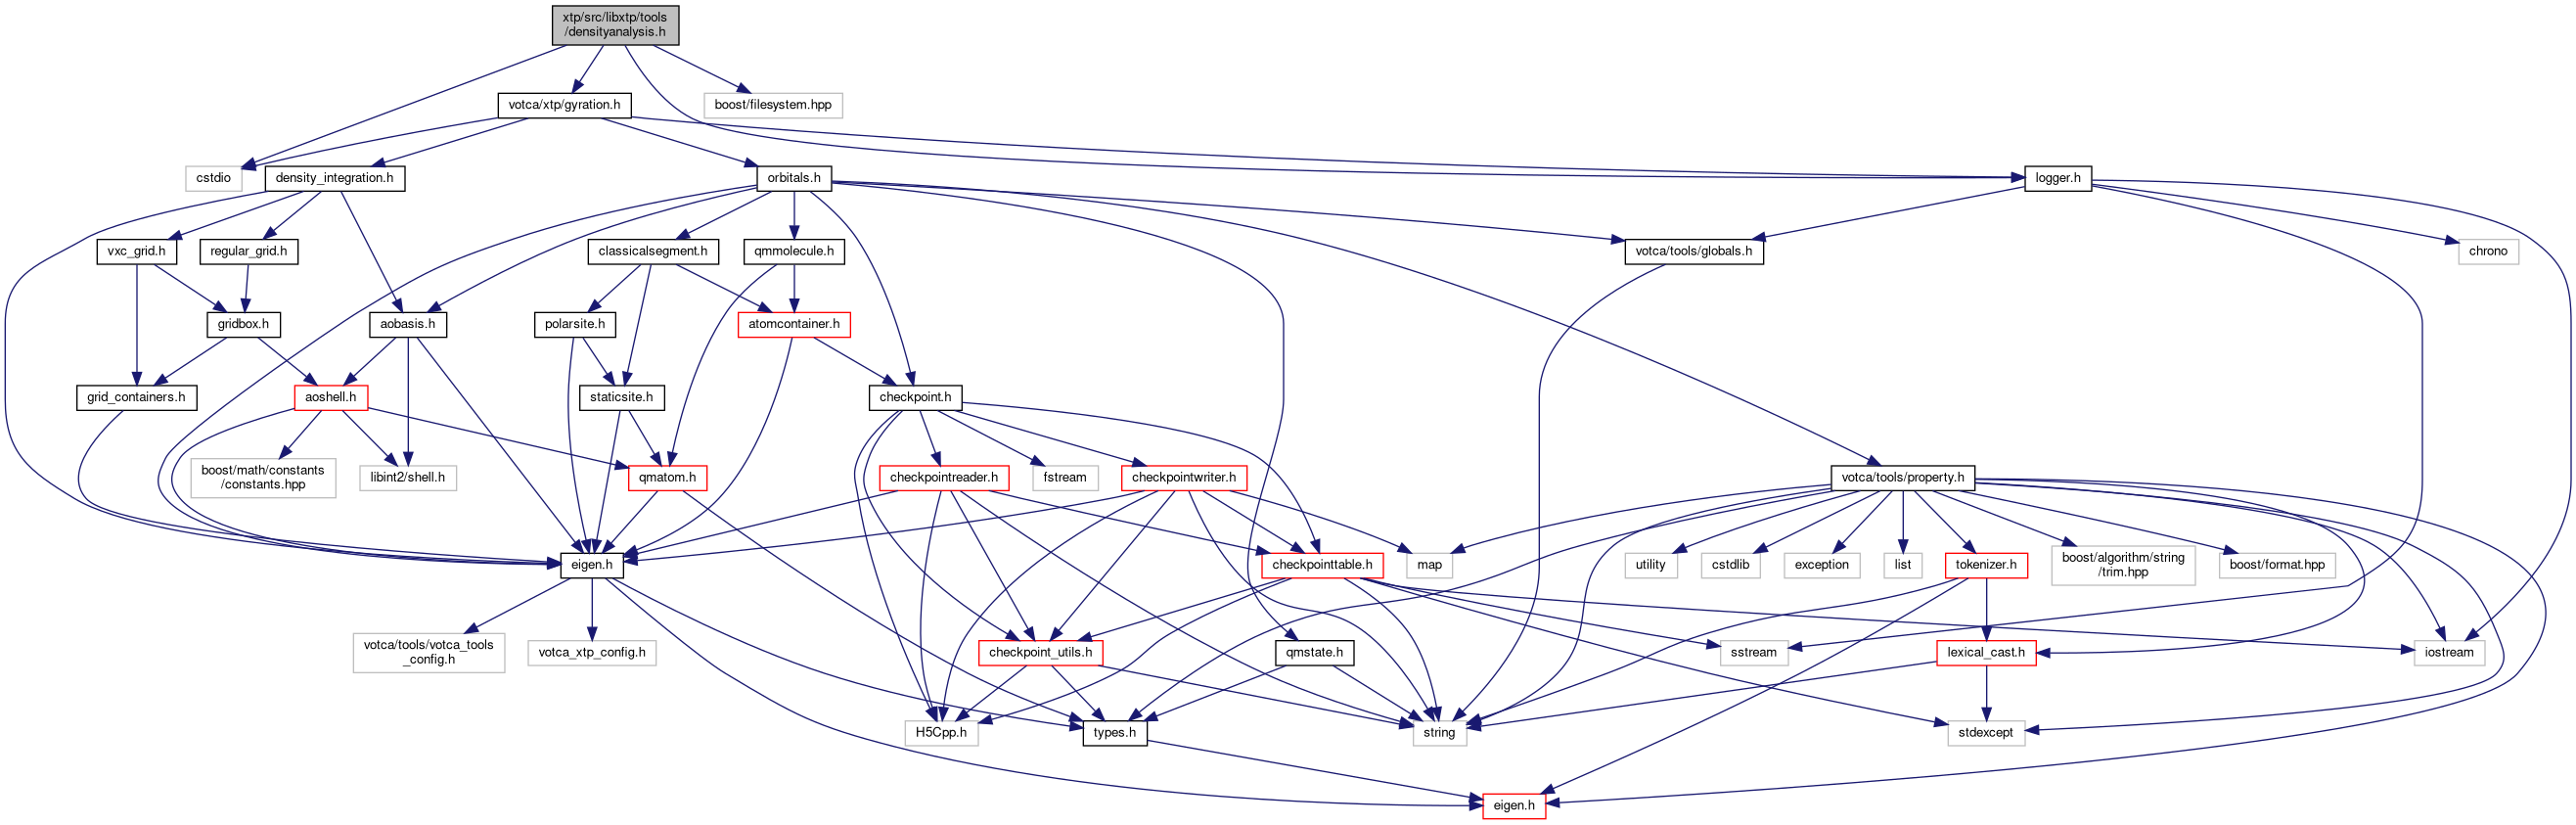 xtp/src/libxtp/tools
/densityanalysis.h
votca/xtp/gyration.h
boost/filesystem.hpp
cstdio
density_integration.h
orbitals.h
logger.h
vxc_grid.h
regular_grid.h
classicalsegment.h
qmmolecule.h
votca/tools/globals.h
chrono
gridbox.h
aobasis.h
polarsite.h
atomcontainer.h
grid_containers.h
aoshell.h
staticsite.h
checkpoint.h
boost/math/constants
/constants.hpp
libint2/shell.h
qmatom.h
checkpointreader.h
fstream
checkpointwriter.h
votca/tools/property.h
eigen.h
checkpointtable.h
map
utility
cstdlib
exception
list
tokenizer.h
boost/algorithm/string
/trim.hpp
boost/format.hpp
votca/tools/votca_tools
_config.h
votca_xtp_config.h
checkpoint_utils.h
qmstate.h
sstream
lexical_cast.h
iostream
H5Cpp.h
types.h
string
stdexcept
eigen.h